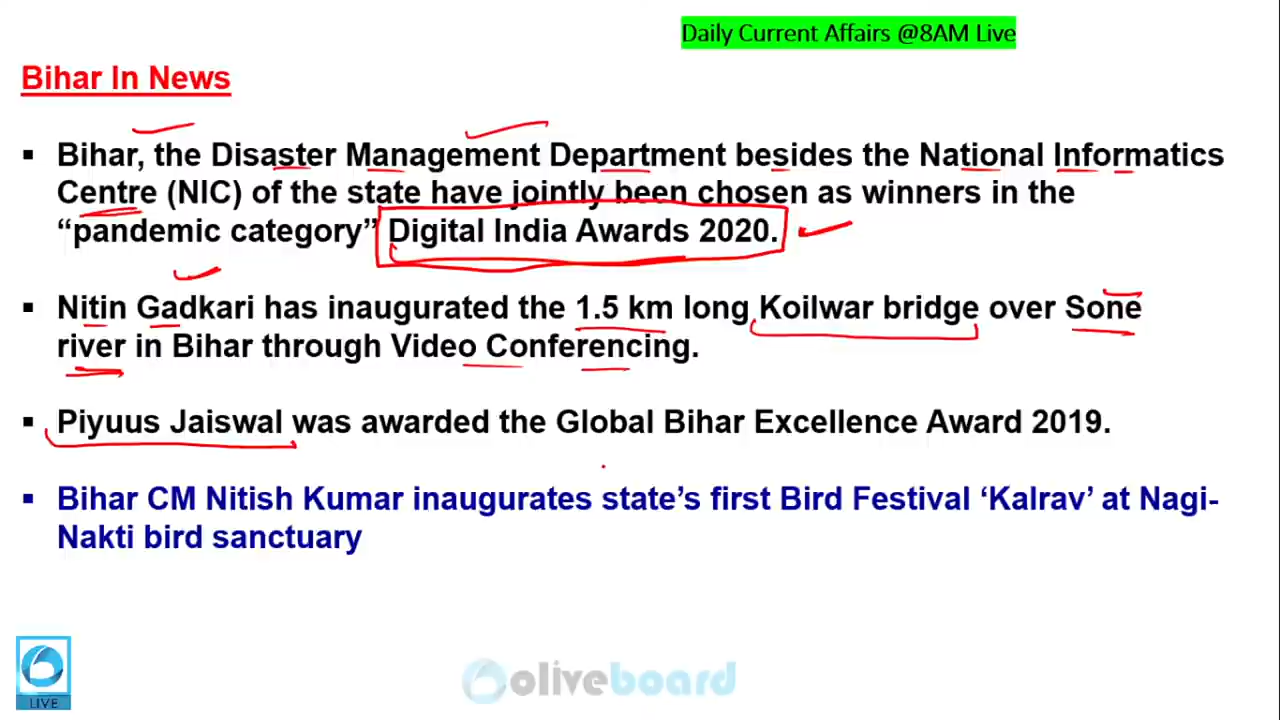 Daily Current Affairs @8AM Live
Bihar In News
▪ Bihar, the Disaster Management Department besides the National Informatics
Centre (NIC) of the state have jointly been chosen as winners in the
“pandemic category” Digital India Awards 2020.
▪ Nitin Gadkari has inaugurated the 1.5 km long Koilwar bridge over Sone
river in Bihar through Video Conferencing.
▪ Piyuus Jaiswal was awarded the Global Bihar Excellence Award 2019.
▪ Bihar CM Nitish Kumar inaugurates state’s first Bird Festival ‘Kalrav’ at Nagi-
Nakti bird sanctuary
LIVE
oliveboard